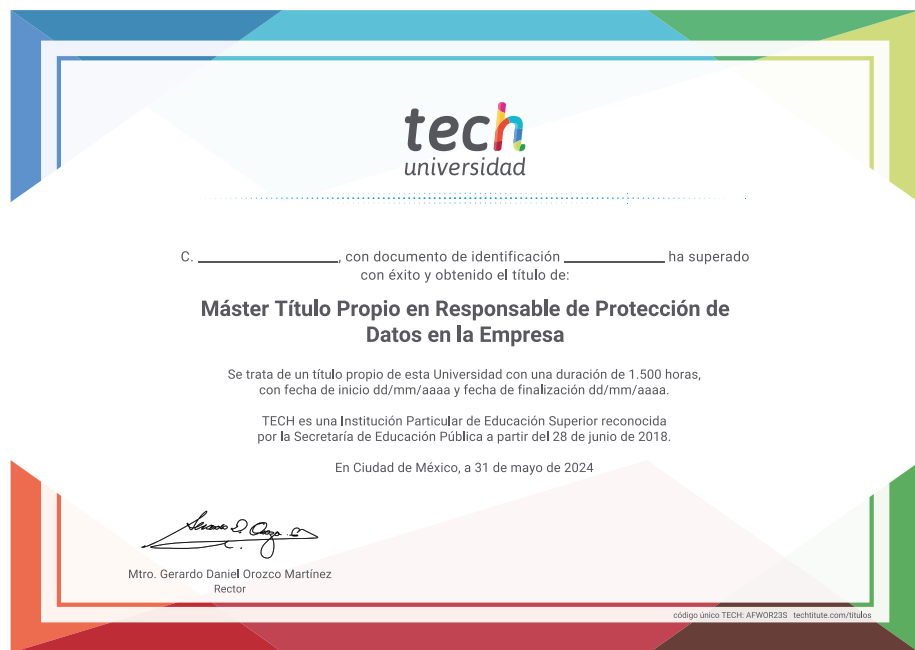 tech
universidad
C. ____________________, con documento de identificación ______________ ha superado
con éxito y obtenido el título de:
Máster Título Propio en Responsable de Protección de
Datos en la Empresa
Se trata de un título propio de esta Universidad con una duración de 1.500 horas,
con fecha de inicio dd/mm/aaaa y fecha de finalización dd/mm/aaaa.
TECH es una Institución Particular de Educación Superior reconocida
por la Secretaría de Educación Pública a partir del 28 de junio de 2018.
En Ciudad de México, a 31 de mayo de 2024
Mtro. Gerardo Daniel Orozco Martínez
Rector
código único TECH: AFWOR23S techtitute.com/titulos